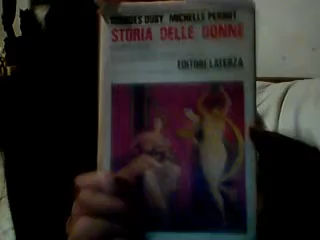 GEORGES DUBY MICHELLE PERROT
STORIA DELLE DONNE
EDITORI LATERZA